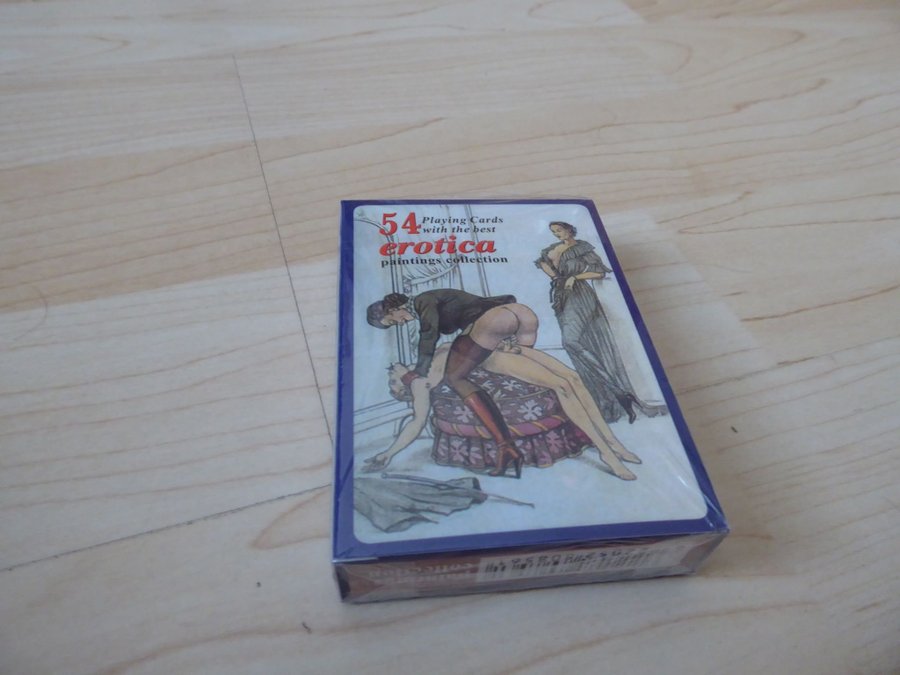 54 Playing Cards
with the best
erotica
paintings collection